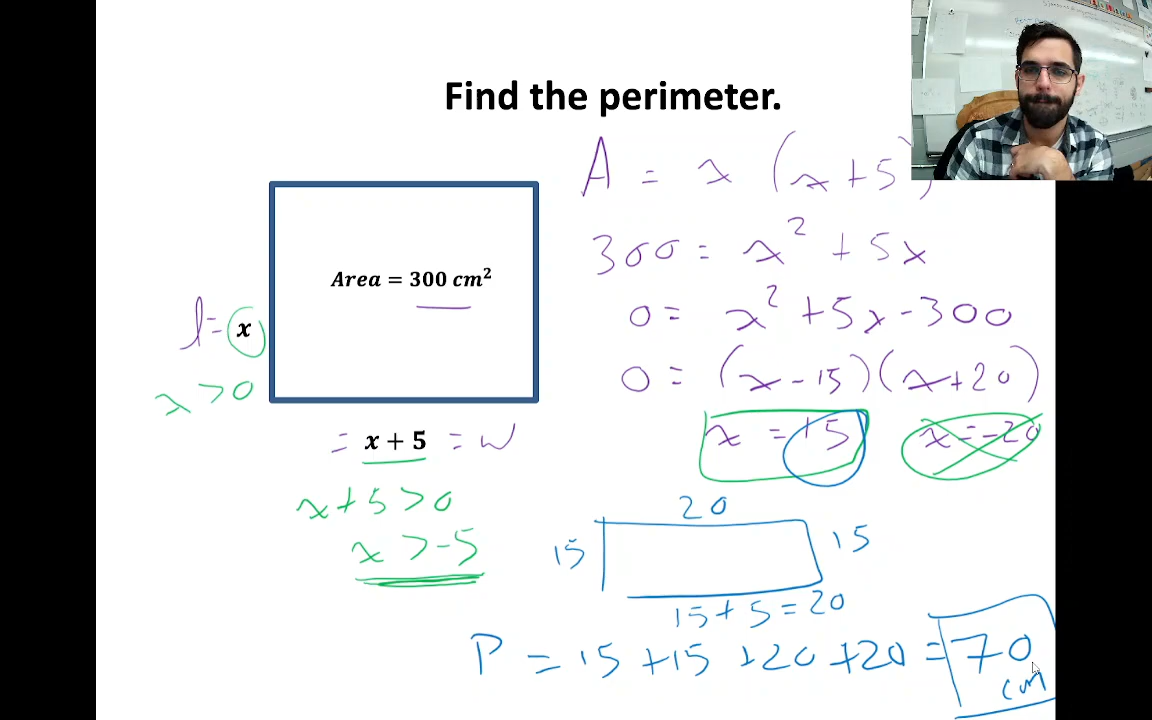 Find the perimeter.
A = x (x+5)
Area = 300 cm²
300 = x² + 5x
l = x
0 = x² + 5x - 300
x > 0
0 = (x - 15)(x + 20)
= x + 5 = w
x = 15
x = -20
x + 5 > 0
x > -5
20
15
15
15 + 5 = 20
P = 15 + 15 + 20 + 20 = 70
cm